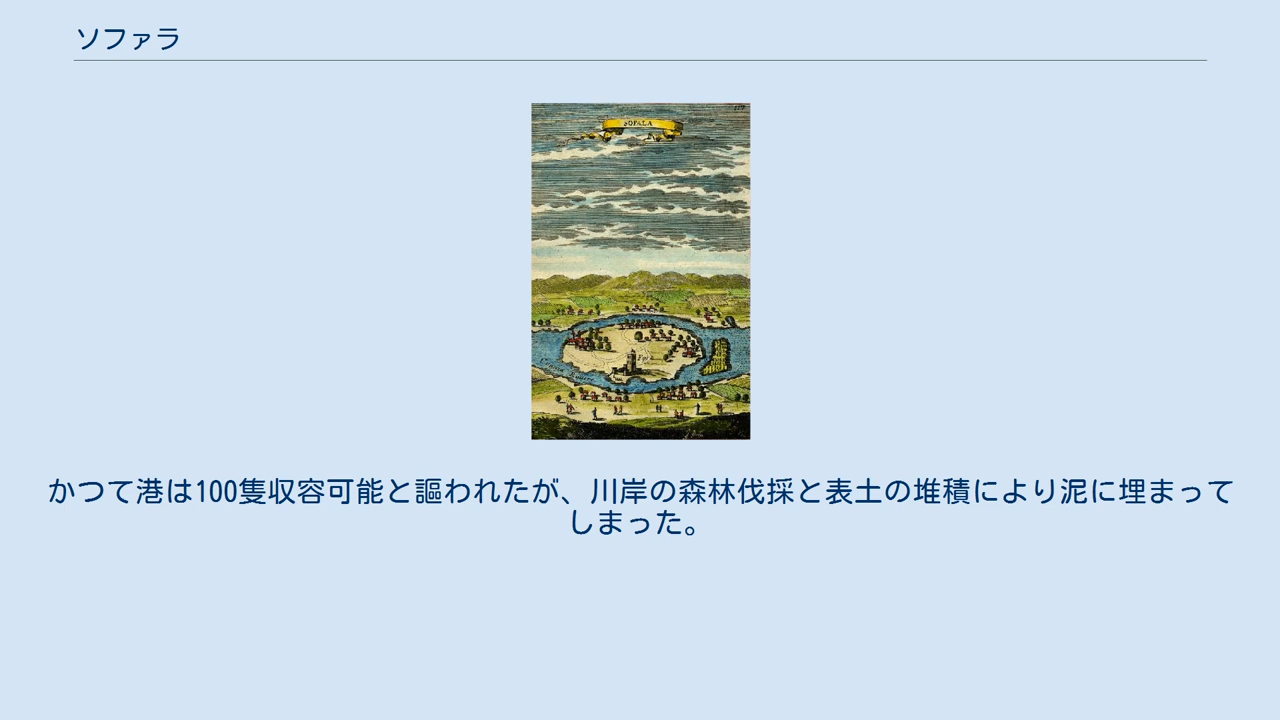 ソファラ
SOFALA
かつて港は100隻収容可能と謳われたが、川岸の森林伐採と表土の堆積により泥に埋まって
しまった。